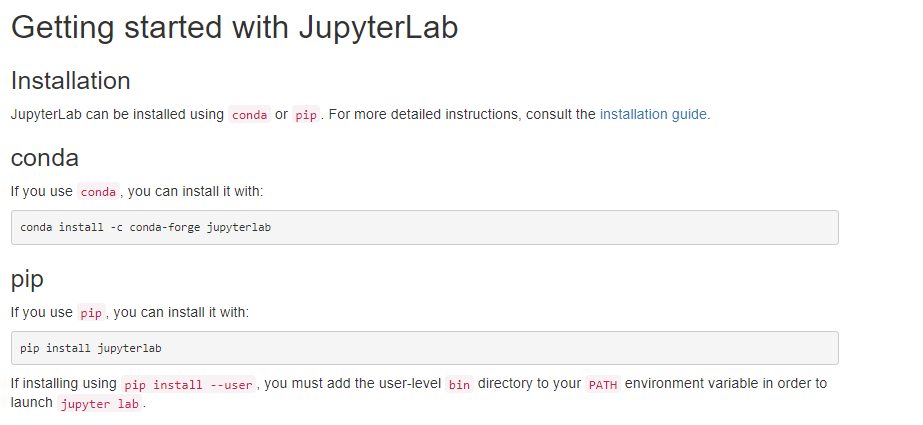 Getting started with JupyterLab
Installation
JupyterLab can be installed using conda or pip. For more detailed instructions, consult the installation guide.
conda
If you use conda, you can install it with:
conda install -c conda-forge jupyterlab
pip
If you use pip, you can install it with:
pip install jupyterlab
If installing using pip install --user, you must add the user-level bin directory to your PATH environment variable in order to
launch jupyter lab.